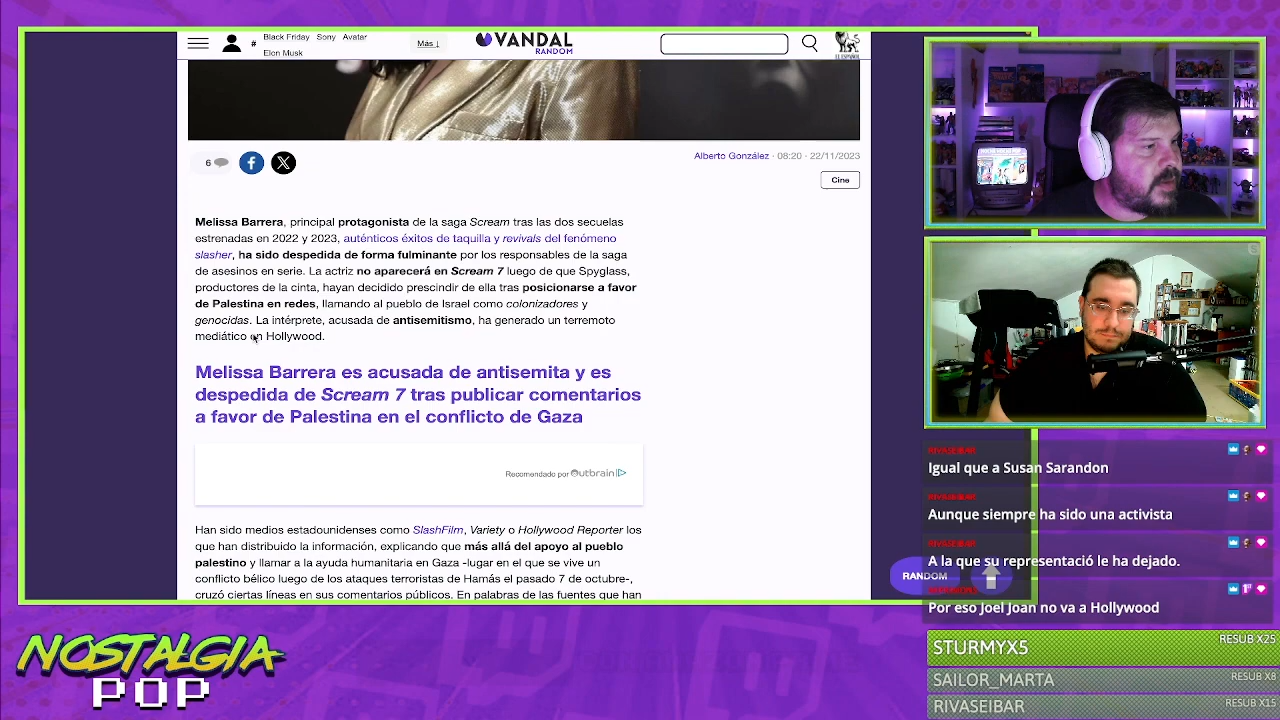 Black Friday Sony Avatar
#
Elon Musk
Más ↓
VANDAL
RANDOM
EL ESPAÑOL
6
Alberto González · 08:20 · 22/11/2023
Cine
Melissa Barrera, principal protagonista de la saga Scream tras las dos secuelas
estrenadas en 2022 y 2023, auténticos éxitos de taquilla y revivals del fenómeno
slasher, ha sido despedida de forma fulminante por los responsables de la saga
de asesinos en serie. La actriz no aparecerá en Scream 7 luego de que Spyglass,
productores de la cinta, hayan decidido prescindir de ella tras posicionarse a favor
de Palestina en redes, llamando al pueblo de Israel como colonizadores y
genocidas. La intérprete, acusada de antisemitismo, ha generado un terremoto
mediático en Hollywood.
Melissa Barrera es acusada de antisemita y es
despedida de Scream 7 tras publicar comentarios
a favor de Palestina en el conflicto de Gaza
Recomendado por Outbrain
Han sido medios estadounidenses como SlashFilm, Variety o Hollywood Reporter los
que han distribuido la información, explicando que más allá del apoyo al pueblo
palestino y llamar a la ayuda humanitaria en Gaza -lugar en el que se vive un
conflicto bélico luego de los ataques terroristas de Hamás el pasado 7 de octubre-,
cruzó ciertas líneas en sus comentarios públicos. En palabras de las fuentes que han
RANDOM
RIVASEIBAR
Igual que a Susan Sarandon
RIVASEIBAR
Aunque siempre ha sido una activista
RIVASEIBAR
A la que su representació le ha dejado.
Por eso Joel Joan no va a Hollywood
STURMYX5 RESUB X25
SAILOR_MARTA RESUB X8
RIVASEIBAR RESUB X15
NOSTALGIA
POP